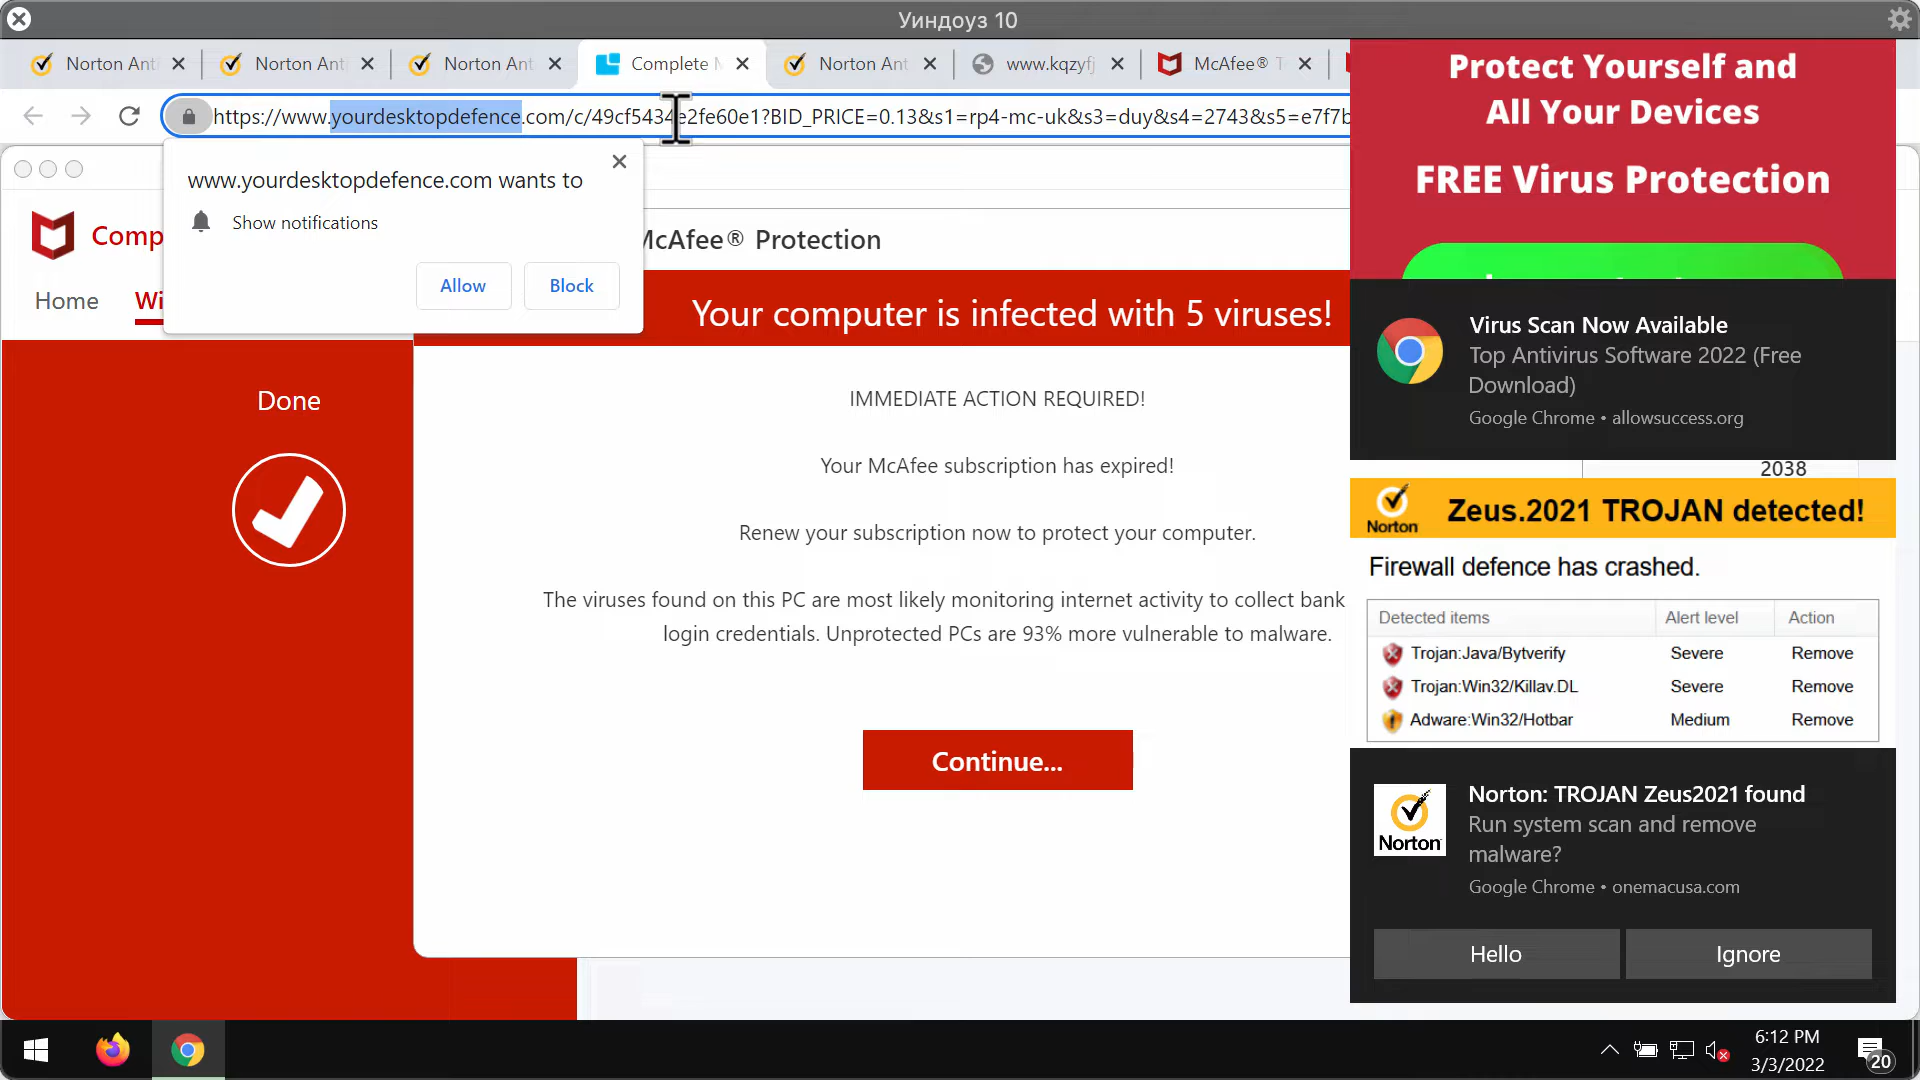 Уиндоуз 10
Norton Ant
Norton Ant
Norton Ant
Complete M
Norton Ant
www.kqzyfj
McAfee® T
https://www.yourdesktopdefence.com/c/49cf5434e2fe60e1?BID_PRICE=0.13&s1=rp4-mc-uk&s3=duy&s4=2743&s5=e7f7b
www.yourdesktopdefence.com wants to
Show notifications
Allow
Block
Comp
McAfee® Protection
Home
Wi
Your computer is infected with 5 viruses!
Done
IMMEDIATE ACTION REQUIRED!
Your McAfee subscription has expired!
Renew your subscription now to protect your computer.
The viruses found on this PC are most likely monitoring internet activity to collect bank
login credentials. Unprotected PCs are 93% more vulnerable to malware.
Continue...
Protect Yourself and
All Your Devices
FREE Virus Protection
Virus Scan Now Available
Top Antivirus Software 2022 (Free
Download)
Google Chrome • allowsuccess.org
2038
Norton
Zeus.2021 TROJAN detected!
Firewall defence has crashed.
Detected items Alert level Action
Trojan:Java/Bytverify Severe Remove
Trojan:Win32/Killav.DL Severe Remove
Adware:Win32/Hotbar Medium Remove
Norton
Norton: TROJAN Zeus2021 found
Run system scan and remove
malware?
Google Chrome • onemacusa.com
Hello
Ignore
6:12 PM
3/3/2022
20